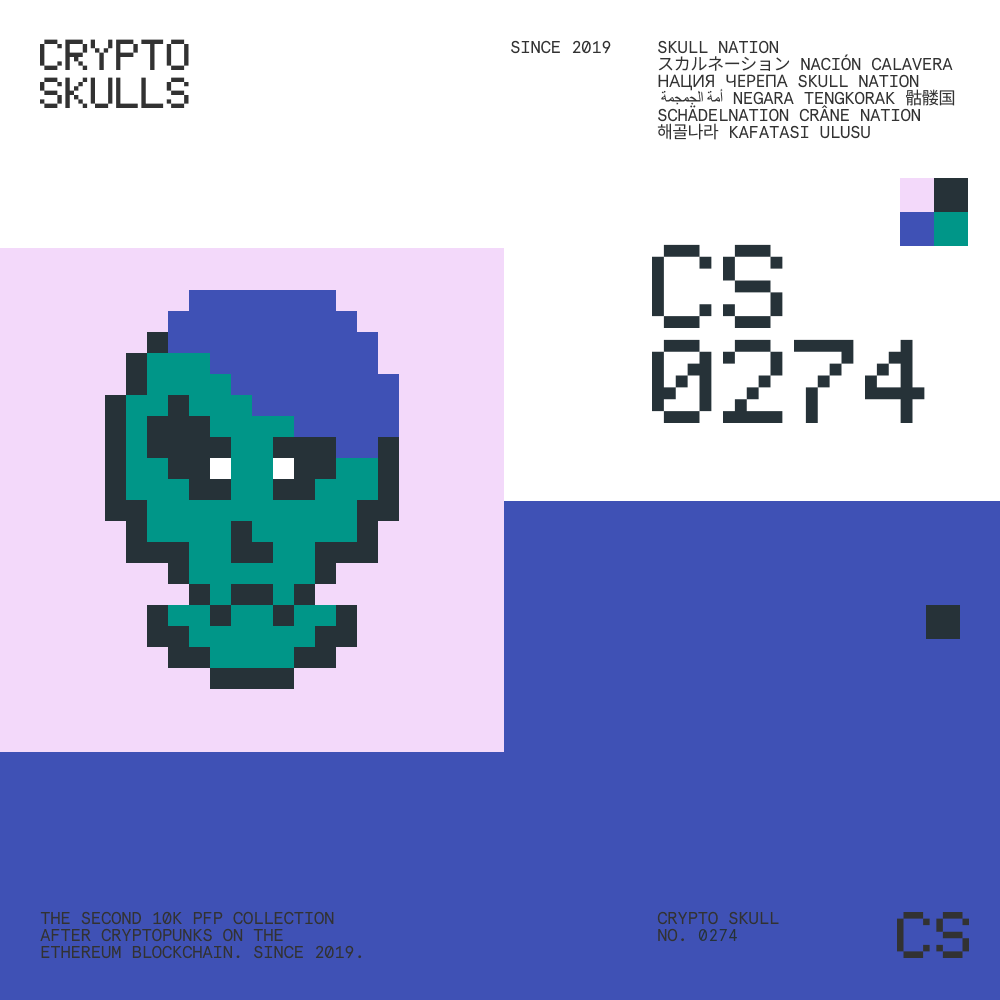 CRYPTO
SKULLS
SINCE 2019
SKULL NATION
スカルネーション NACIÓN CALAVERA
НАЦИЯ ЧЕРЕПА SKULL NATION
أمة الجمجمة NEGARA TENGKORAK 骷髅国
SCHÄDELNATION CRÂNE NATION
해골나라 KAFATASI ULUSU
CS
0274
THE SECOND 10K PFP COLLECTION
AFTER CRYPTOPUNKS ON THE
ETHEREUM BLOCKCHAIN. SINCE 2019.
CRYPTO SKULL
NO. 0274
CS